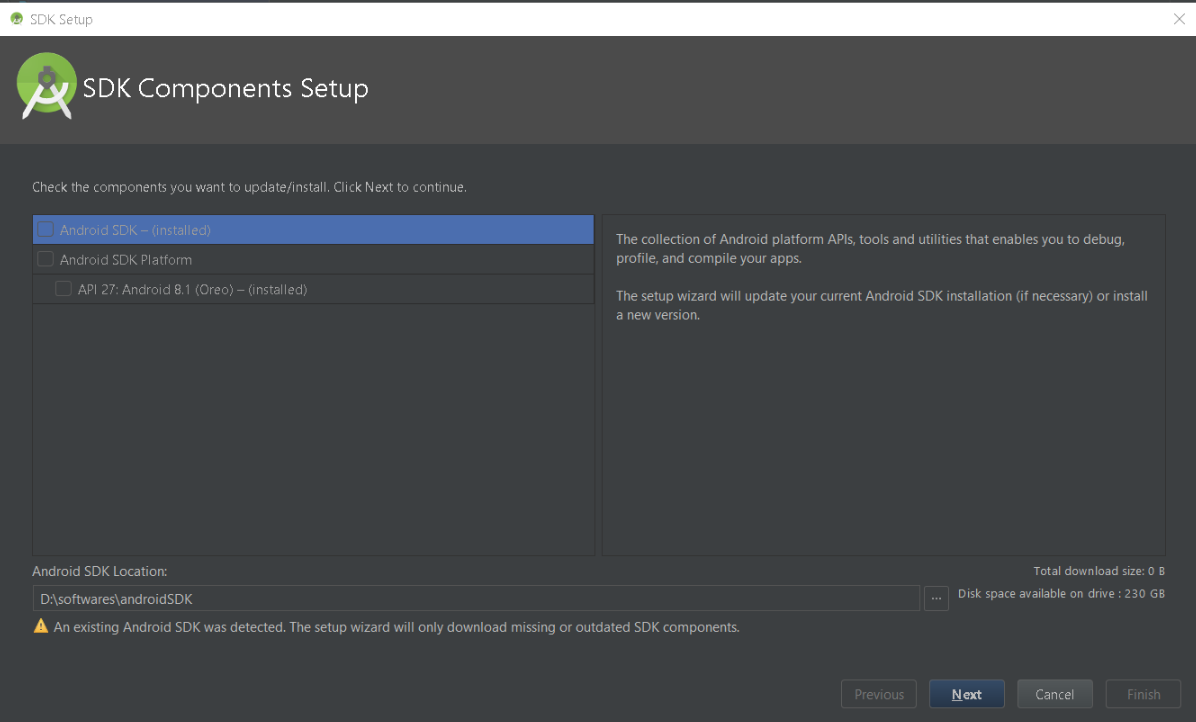 SDK Setup
SDK Components Setup
Check the components you want to update/install. Click Next to continue.
Android SDK – (installed)
Android SDK Platform
API 27: Android 8.1 (Oreo) – (installed)
The collection of Android platform APIs, tools and utilities that enables you to debug,
profile, and compile your apps.
The setup wizard will update your current Android SDK installation (if necessary) or install
a new version.
Android SDK Location:
Total download size: 0 B
D:\softwares\androidSDK
...
Disk space available on drive : 230 GB
An existing Android SDK was detected. The setup wizard will only download missing or outdated SDK components.
Previous
Next
Cancel
Finish